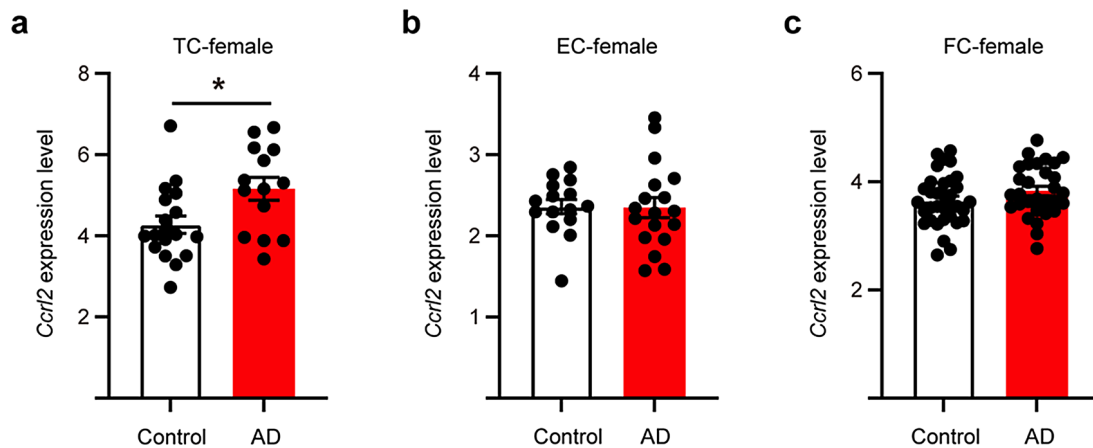 a
TC-female
Ccrl2 expression level
8
6
4
2
*
Control
AD
b
EC-female
Ccrl2 expression level
4
3
2
1
Control
AD
c
FC-female
Ccrl2 expression level
6
4
2
Control
AD